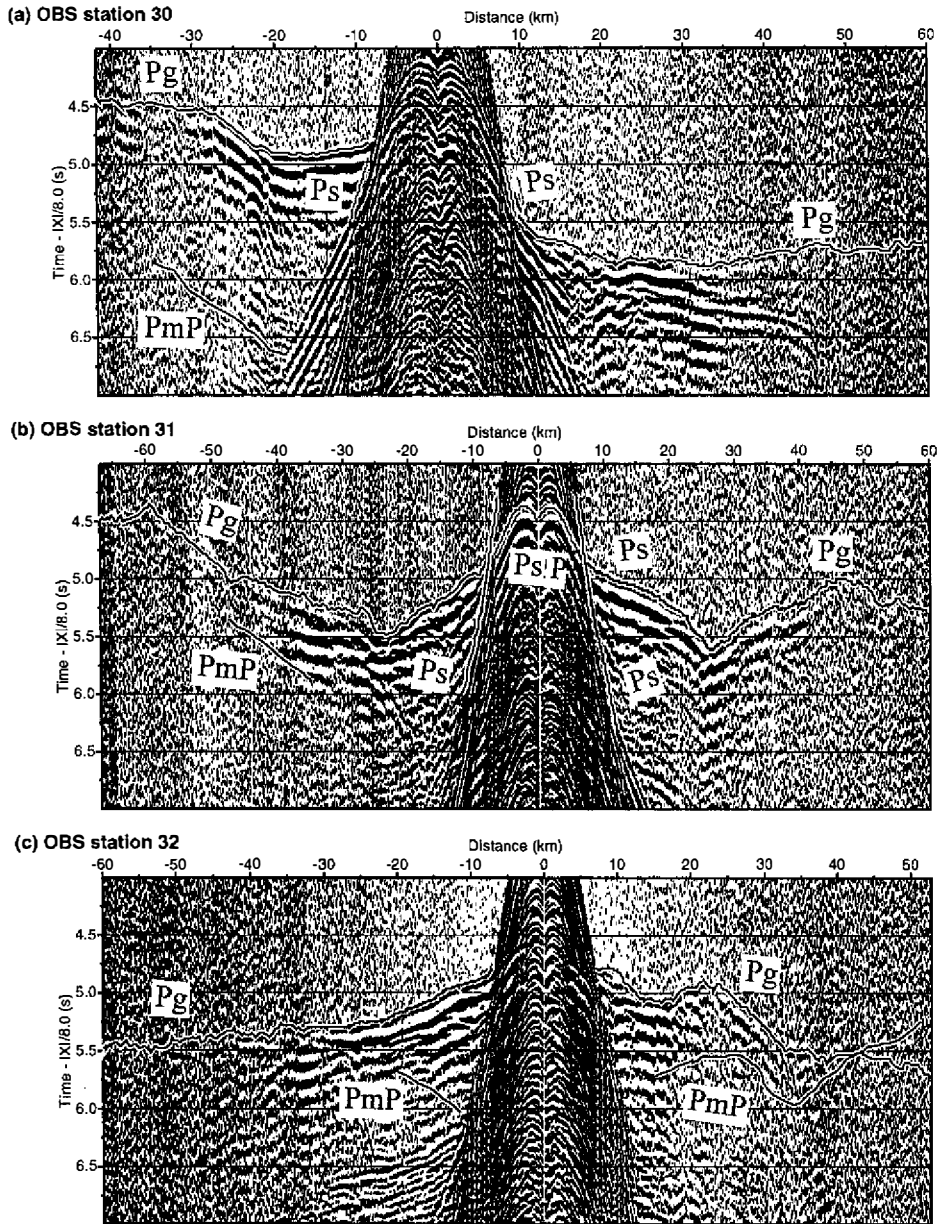 (a) OBS station 30
Distance (km)
-40 -30 -20 -10 0 10 20 30 40 50 60
Time - IXI/8.0 (s)
4.5
5.0
5.5
6.0
6.5
Pg
Ps
PmP
Ps
Pg
(b) OBS station 31
Distance (km)
-60 -50 -40 -30 -20 -10 0 10 20 30 40 50 60
Time - IXI/8.0 (s)
4.5
5.0
5.5
6.0
6.5
Pg
PmP
Ps
Ps P
Ps
Ps
Pg
(c) OBS station 32
Distance (km)
-60 -50 -40 -30 -20 -10 0 10 20 30 40 50
Time - IXI/8.0 (s)
4.5
5.0
5.5
6.0
6.5
Pg
PmP
Pg
PmP